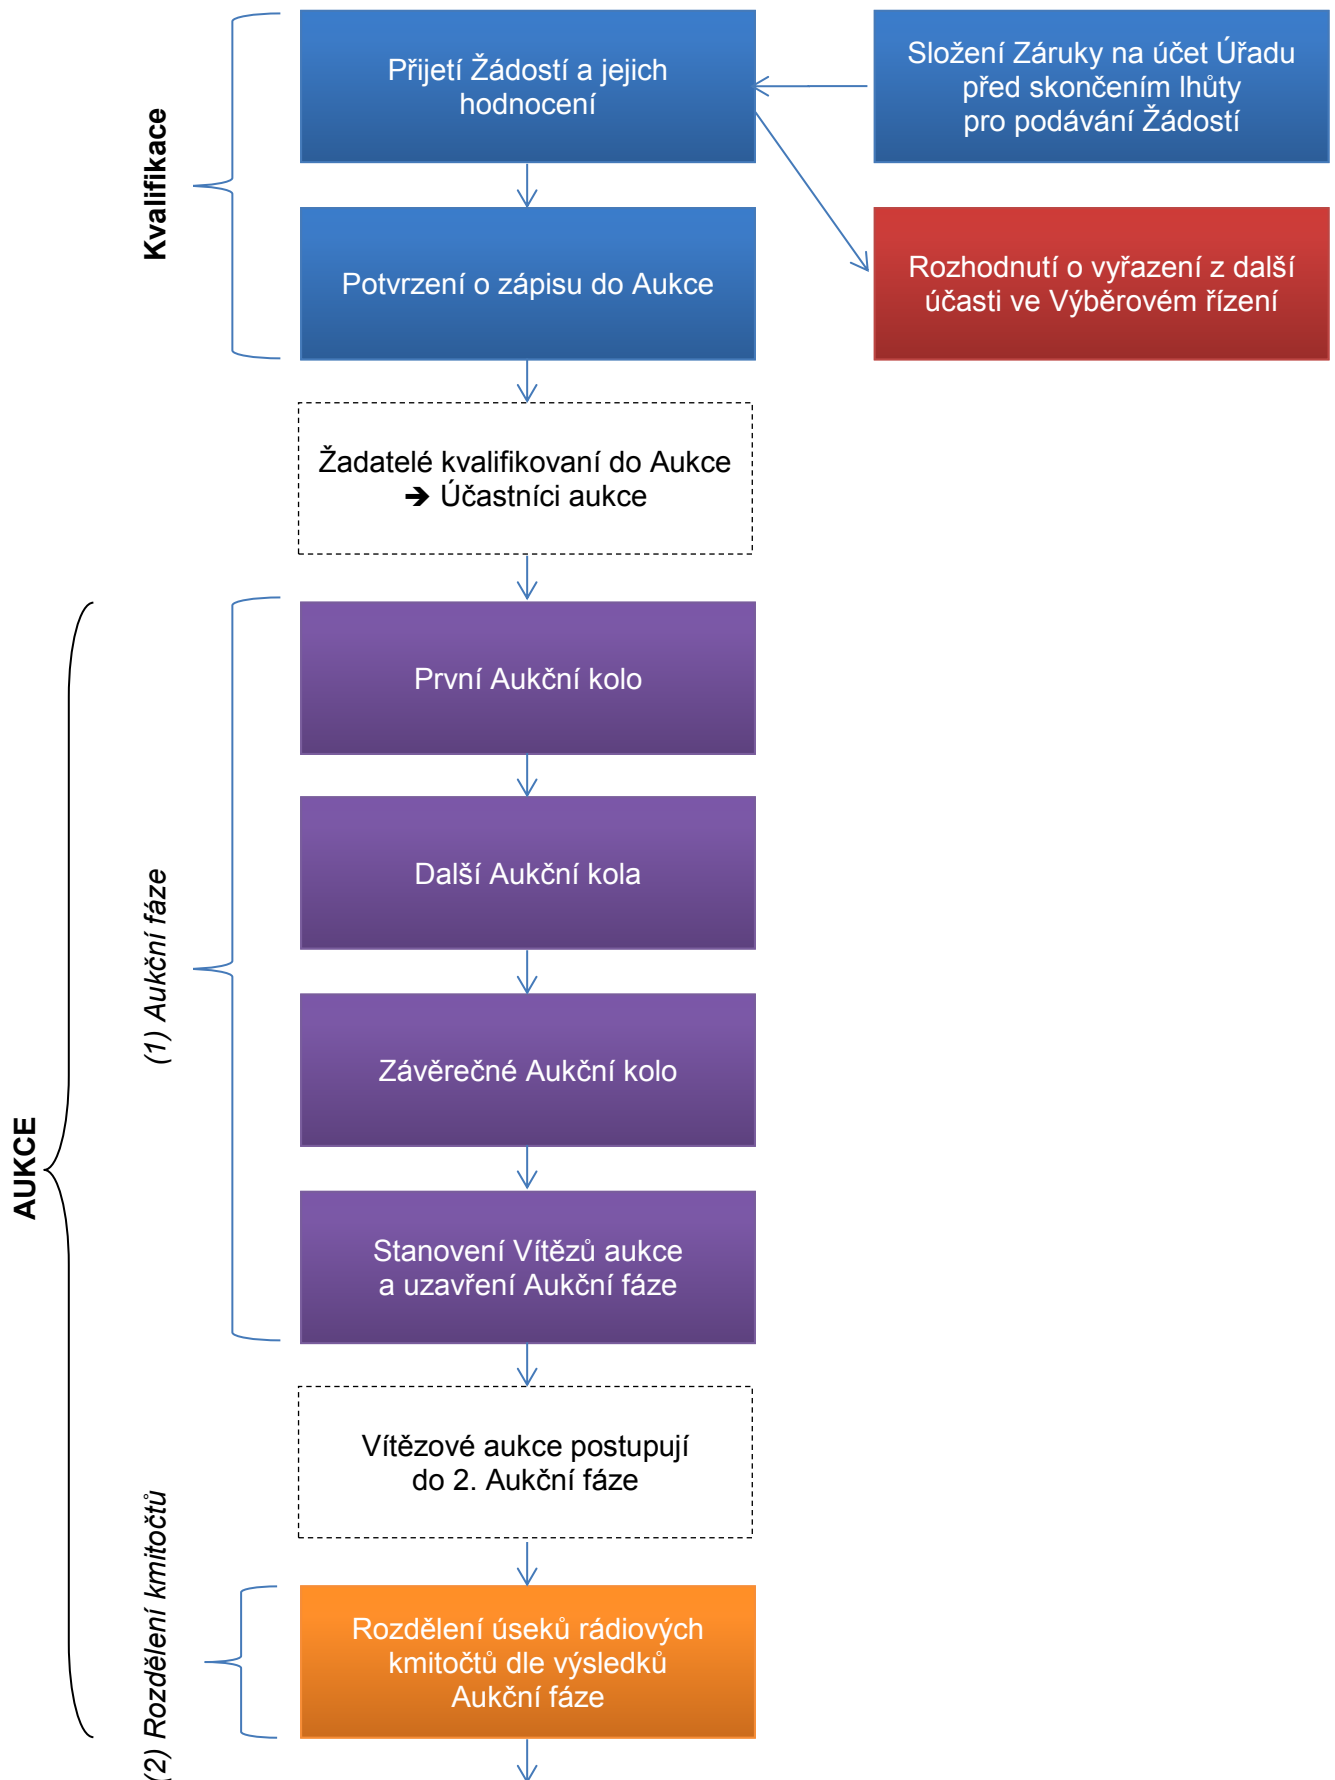 Kvalifikace
Přijetí Žádostí a jejich
hodnocení
Složení Záruky na účet Úřadu
před skončením lhůty
pro podávání Žádostí
Potvrzení o zápisu do Aukce
Rozhodnutí o vyřazení z další
účasti ve Výběrovém řízení
Žadatelé kvalifikovaní do Aukce
➔ Účastníci aukce
AUKCE
(1) Aukční fáze
První Aukční kolo
Další Aukční kola
Závěrečné Aukční kolo
Stanovení Vítězů aukce
a uzavření Aukční fáze
Vítězové aukce postupují
do 2. Aukční fáze
(2) Rozdělení kmitočtů
Rozdělení úseků rádiových
kmitočtů dle výsledků
Aukční fáze